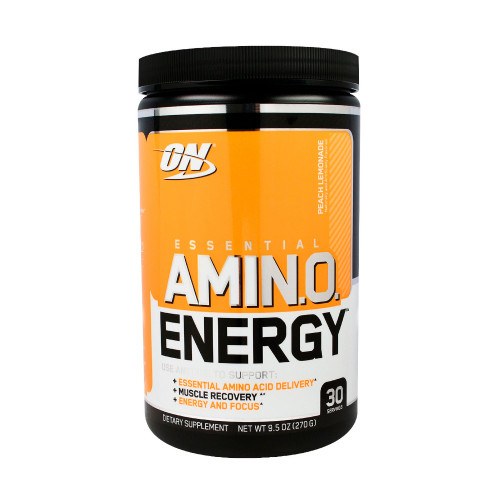 ON
PEACH LEMONADE
ESSENTIAL
AMIN.O.
ENERGY™
TO SUPPORT:
+ ESSENTIAL AMINO ACID DELIVERY*
+ MUSCLE RECOVERY *^
+ ENERGY AND FOCUS^
30
SERVINGS
DIETARY SUPPLEMENT NET WT 9.5 OZ (270 G)